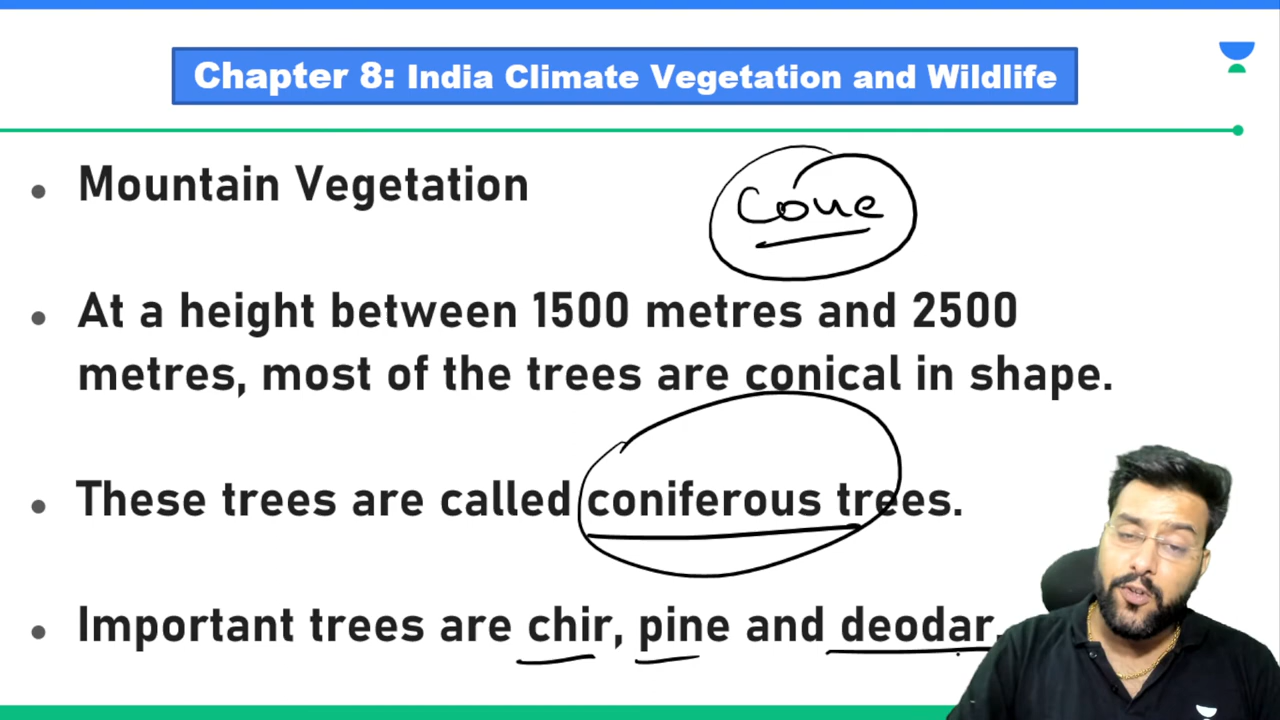 Chapter 8: India Climate Vegetation and Wildlife
• Mountain Vegetation
Cone
• At a height between 1500 metres and 2500
metres, most of the trees are conical in shape.
• These trees are called coniferous trees.
• Important trees are chir, pine and deodar.